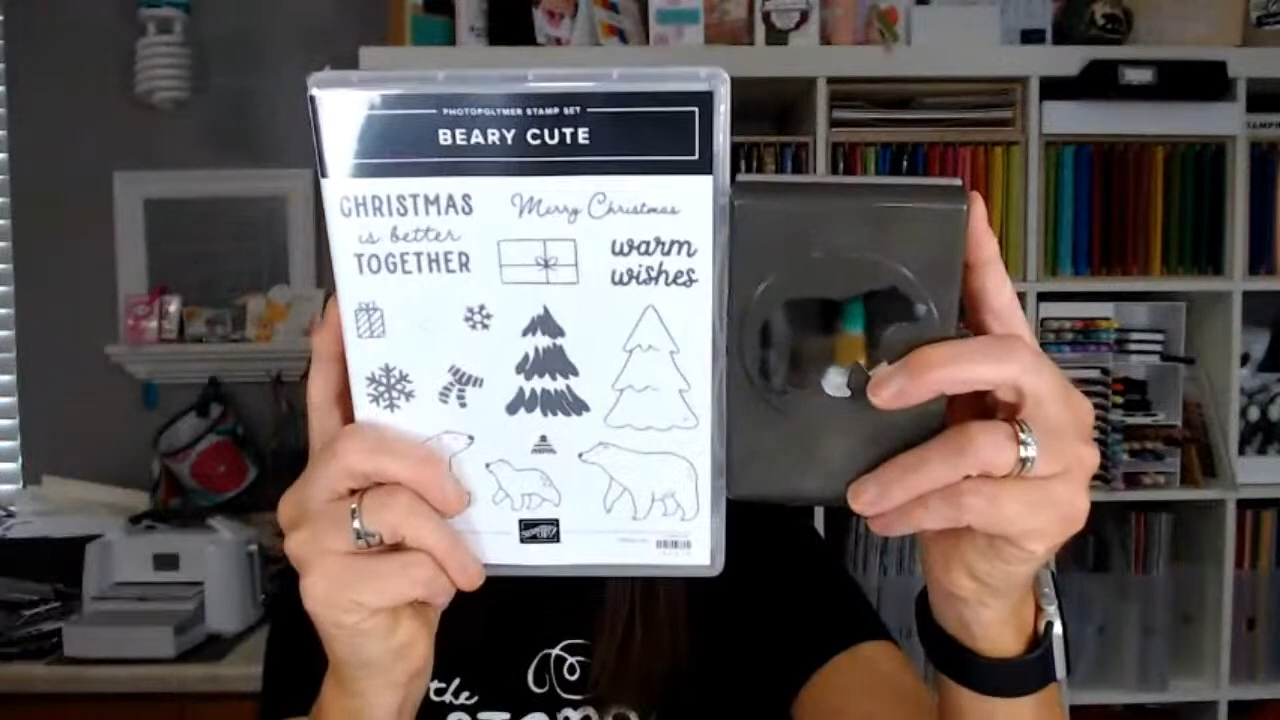 PHOTOPOLYMER STAMP SET
BEARY CUTE
CHRISTMAS
is better
TOGETHER
Merry Christmas
warm
wishes
the